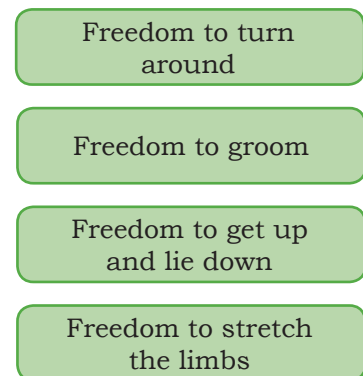 Freedom to turn
around
Freedom to groom
Freedom to get up
and lie down
Freedom to stretch
the limbs